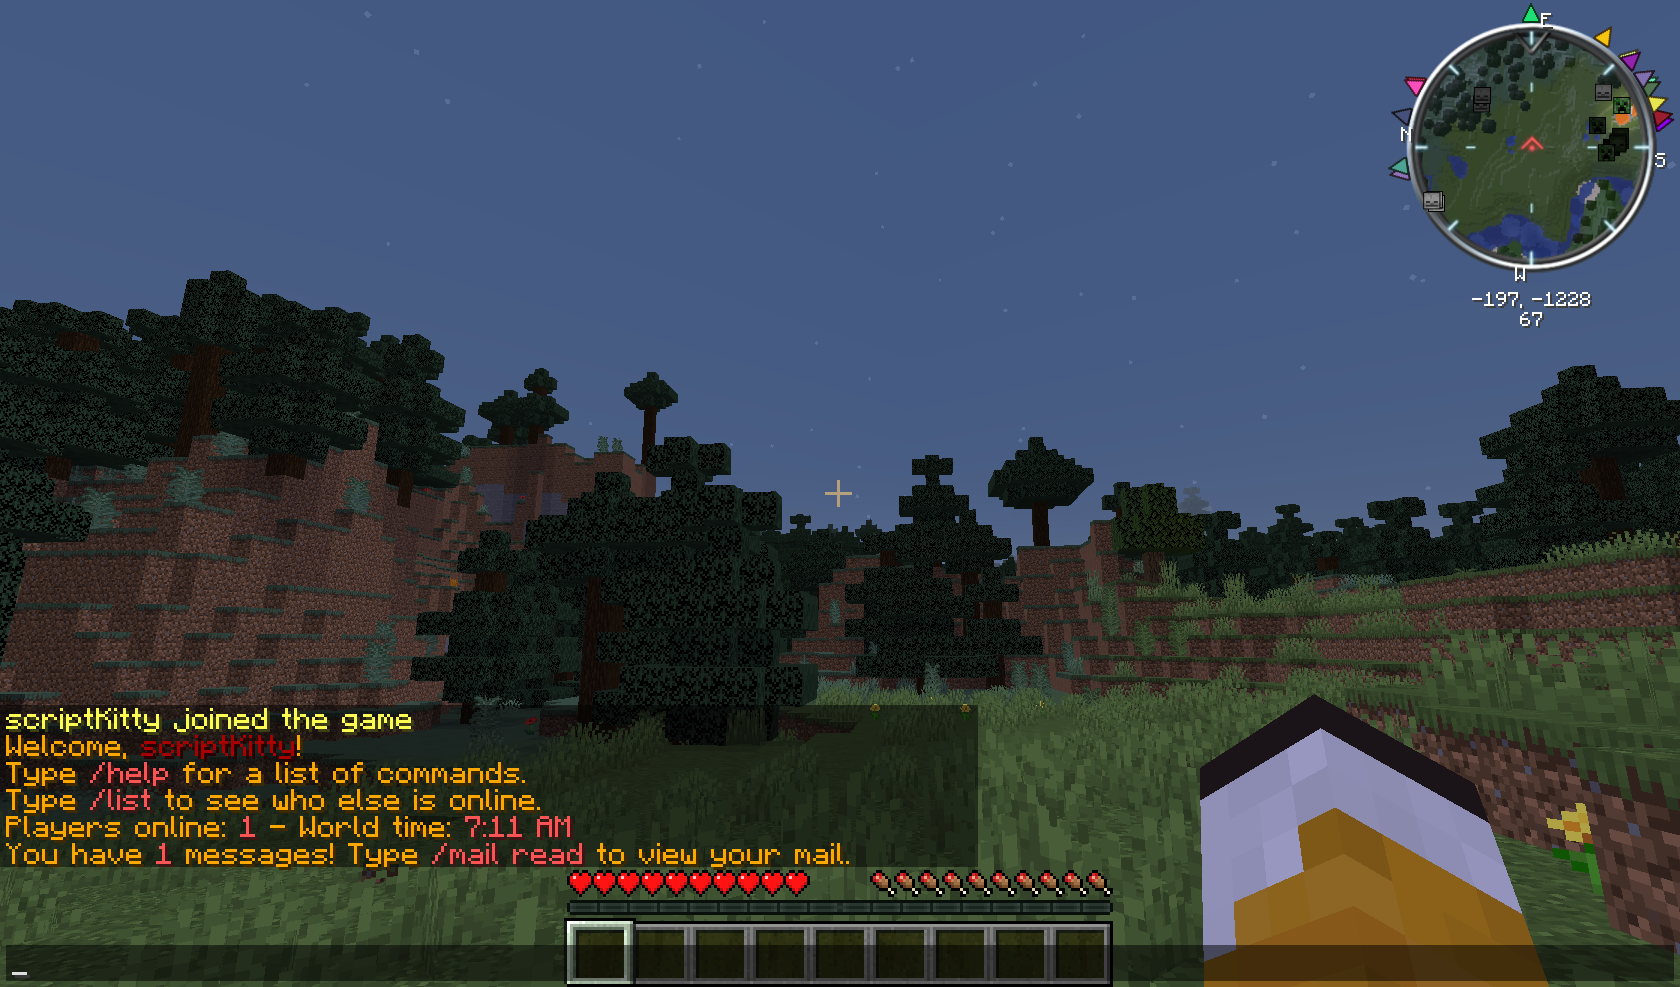 E
N
S
W
-197, -1228
67
scriptKitty joined the game
Welcome, scriptKitty!
Type /help for a list of commands.
Type /list to see who else is online.
Players online: 1 - World time: 7:11 AM
You have 1 messages! Type /mail read to view your mail.
_